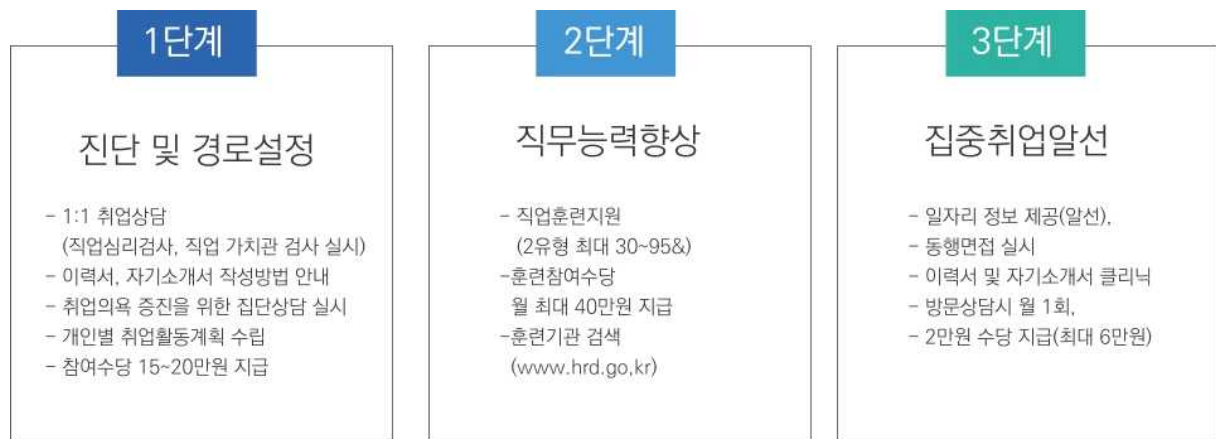 1단계
진단 및 경로설정
- 1:1 취업상담
(직업심리검사, 직업 가치관 검사 실시)
- 이력서, 자기소개서 작성방법 안내
- 취업의욕 증진을 위한 집단상담 실시
- 개인별 취업활동계획 수립
- 참여수당 15~20만원 지급
2단계
직무능력향상
- 직업훈련지원
(2유형 최대 30~95&)
-훈련참여수당
월 최대 40만원 지급
-훈련기관 검색
(www.hrd.go,kr)
3단계
집중취업알선
- 일자리 정보 제공(알선),
- 동행면접 실시
- 이력서 및 자기소개서 클리닉
- 방문상담시 월 1회,
- 2만원 수당 지급(최대 6만원)